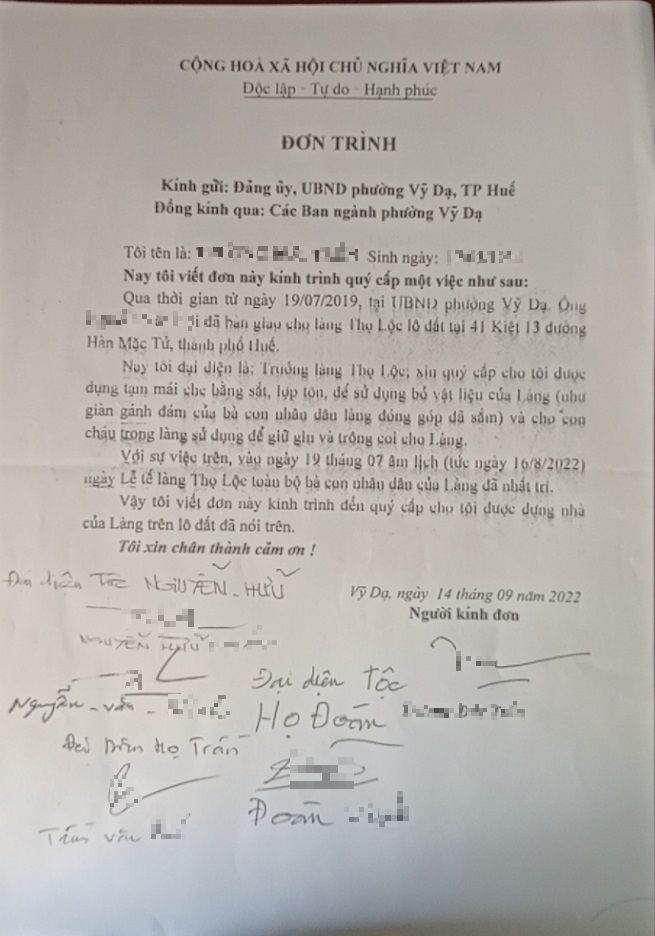 CỘNG HOÀ XÃ HỘI CHỦ NGHĨA VIỆT NAM
Độc lập - Tự do - Hạnh phúc
ĐƠN TRÌNH
Kính gửi: Đảng ủy, UBND phường Vỹ Dạ, TP Huế
Đồng kính qua: Các Ban ngành phường Vỹ Dạ
Tôi tên là: Sinh ngày:
Nay tôi viết đơn này kính trình quý cấp một việc như sau:
Qua thời gian từ ngày 19/07/2019, tại UBND phường Vỹ Dạ. Ông
đã bàn giao cho làng Thọ Lộc lô đất tại 41 Kiệt 13 đường
Hàn Mặc Tử, thành phố Huế.
Nay tôi đại diện là: Trưởng làng Thọ Lộc; xin quý cấp cho tôi được
dựng tạm mái che bằng sắt, lợp tôn, để sử dụng bỏ vật liệu của Làng (như
giàn gánh đám của bà con nhân dân làng đóng góp đã sắm) và cho con
cháu trong làng sử dụng để giữ gìn và trông coi cho Làng.
Với sự việc trên, vào ngày 19 tháng 07 âm lịch (tức ngày 16/8/2022)
ngày Lễ tế làng Thọ Lộc toàn bộ bà con nhân dân của Làng đã nhất trí.
Vậy tôi viết đơn này kính trình đến quý cấp cho tôi được dựng nhà
của Làng trên lô đất đã nói trên.
Tôi xin chân thành cảm ơn !
Vỹ Dạ, ngày 14 tháng 09 năm 2022
Người kính đơn
Đại diện Tộc NGUYỄN - HỮU
NGUYỄN HỮU
Nguyễn - văn -
Đại diện Họ Trần
Trần văn
Đại diện Tộc
Họ Đoàn
Đoàn